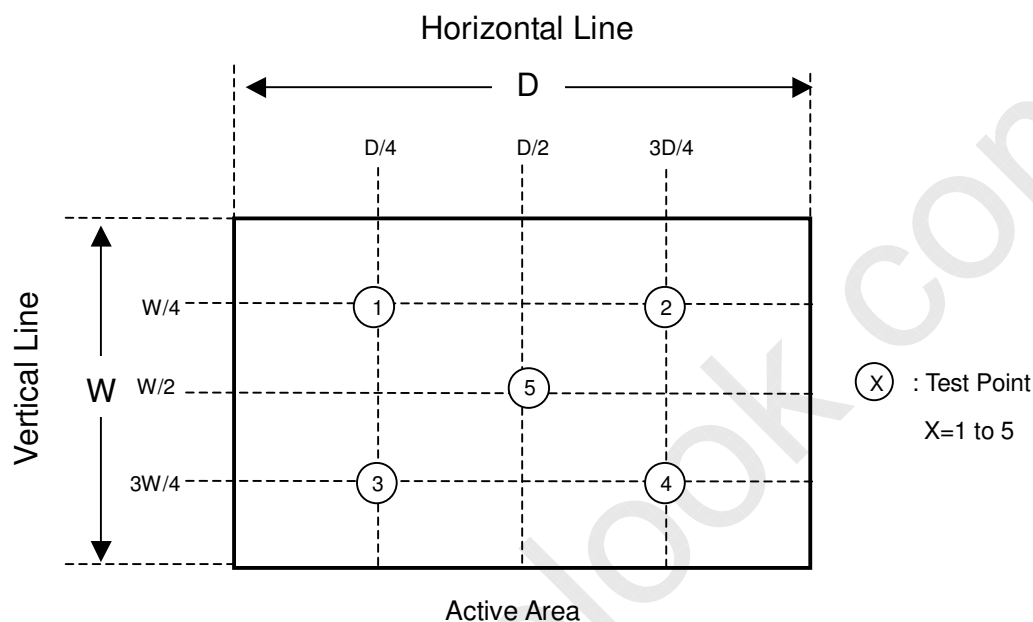 Horizontal Line
D
D/4 D/2 3D/4
Vertical Line
W
W/4
W/2
3W/4
1
2
5
3
4
X : Test Point
X=1 to 5
Active Area